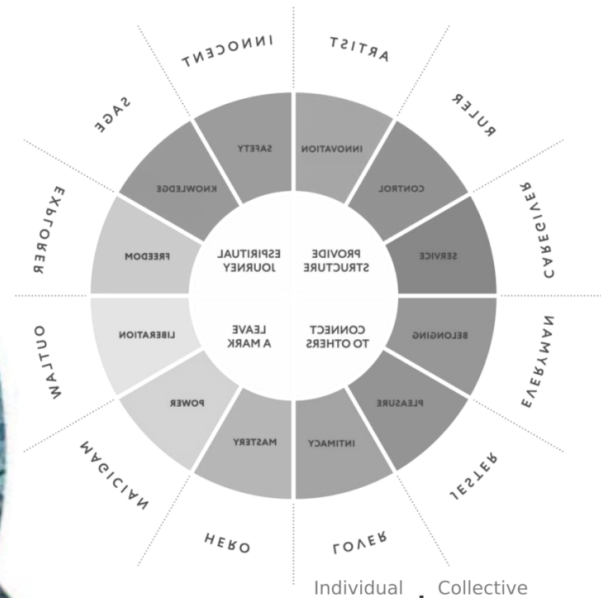 INNOCENT
ARTIST
SAGE
RULER
EXPLORER
CAREGIVER
OUTLAW
EVERYMAN
MAGICIAN
JESTER
HERO
LOVER
SAFETY
INNOVATION
KNOWLEDGE
CONTROL
FREEDOM
SERVICE
LIBERATION
BELONGING
POWER
PLEASURE
MASTERY
INTIMACY
ESPIRITUAL
JOURNEY
PROVIDE
STRUCTURE
LEAVE
A MARK
CONNECT
TO OTHERS
Individual
Collective